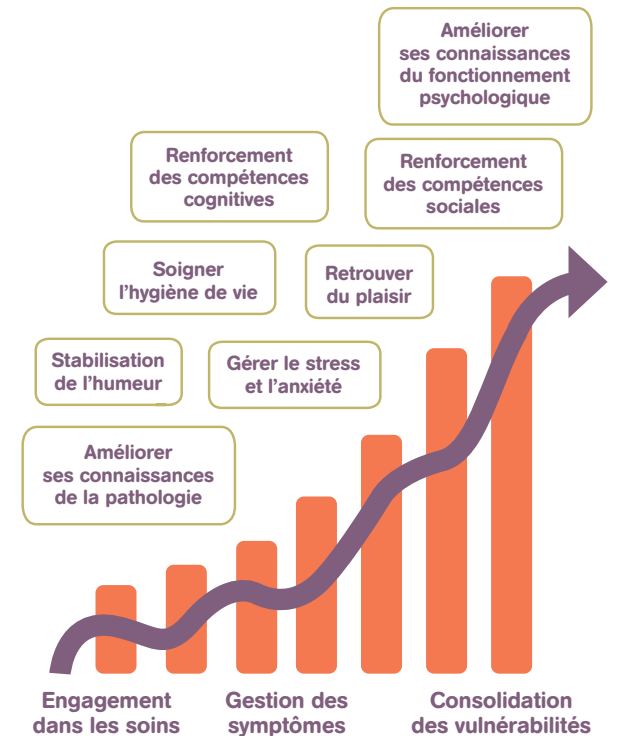 Améliorer
ses connaissances
du fonctionnement
psychologique
Renforcement
des compétences
cognitives
Renforcement
des compétences
sociales
Soigner
l’hygiène de vie
Retrouver
du plaisir
Stabilisation
de l’humeur
Gérer le stress
et l’anxiété
Améliorer
ses connaissances
de la pathologie
Engagement
dans les soins
Gestion des
symptômes
Consolidation
des vulnérabilités